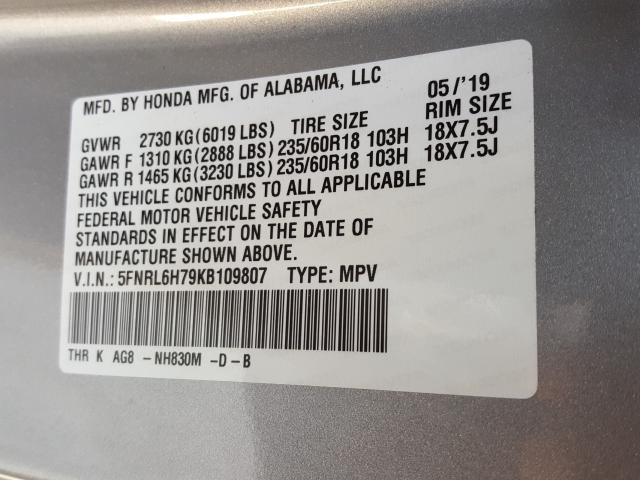 MFD. BY HONDA MFG. OF ALABAMA, LLC 05/'19
GVWR 2730 KG (6019 LBS) TIRE SIZE RIM SIZE
GAWR F 1310 KG (2888 LBS) 235/60R18 103H 18X7.5J
GAWR R 1465 KG (3230 LBS) 235/60R18 103H 18X7.5J
THIS VEHICLE CONFORMS TO ALL APPLICABLE
FEDERAL MOTOR VEHICLE SAFETY
STANDARDS IN EFFECT ON THE DATE OF
MANUFACTURE SHOWN ABOVE.
V.I.N.: 5FNRL6H79KB109807 TYPE: MPV
THR K AG8 -NH830M -D-B